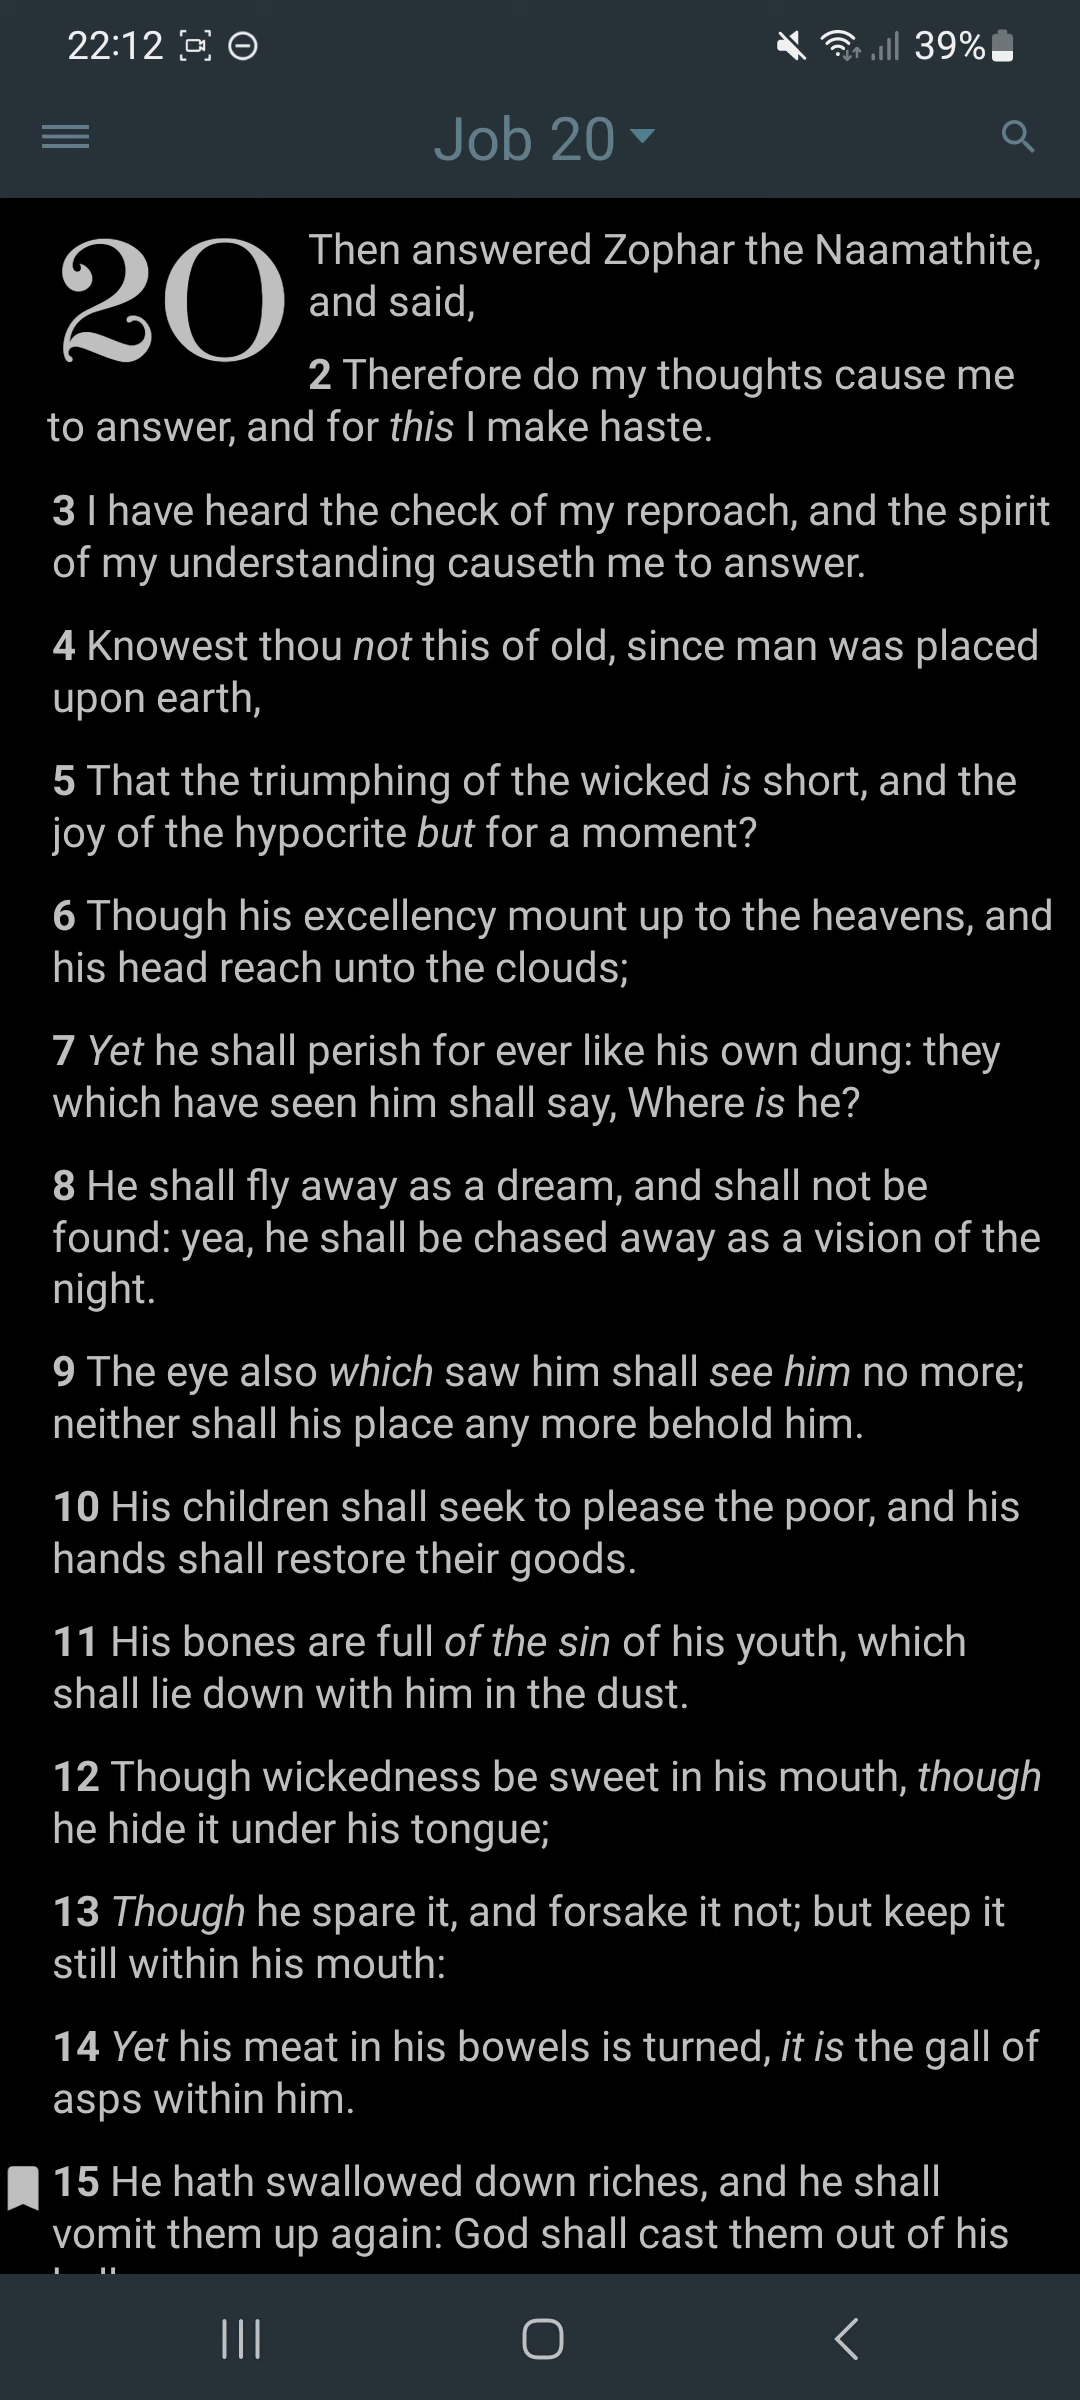 22:12
39%
Job 20
20 Then answered Zophar the Naamathite,
and said,
2 Therefore do my thoughts cause me
to answer, and for this I make haste.
3 I have heard the check of my reproach, and the spirit
of my understanding causeth me to answer.
4 Knowest thou not this of old, since man was placed
upon earth,
5 That the triumphing of the wicked is short, and the
joy of the hypocrite but for a moment?
6 Though his excellency mount up to the heavens, and
his head reach unto the clouds;
7 Yet he shall perish for ever like his own dung: they
which have seen him shall say, Where is he?
8 He shall fly away as a dream, and shall not be
found: yea, he shall be chased away as a vision of the
night.
9 The eye also which saw him shall see him no more;
neither shall his place any more behold him.
10 His children shall seek to please the poor, and his
hands shall restore their goods.
11 His bones are full of the sin of his youth, which
shall lie down with him in the dust.
12 Though wickedness be sweet in his mouth, though
he hide it under his tongue;
13 Though he spare it, and forsake it not; but keep it
still within his mouth:
14 Yet his meat in his bowels is turned, it is the gall of
asps within him.
15 He hath swallowed down riches, and he shall
vomit them up again: God shall cast them out of his